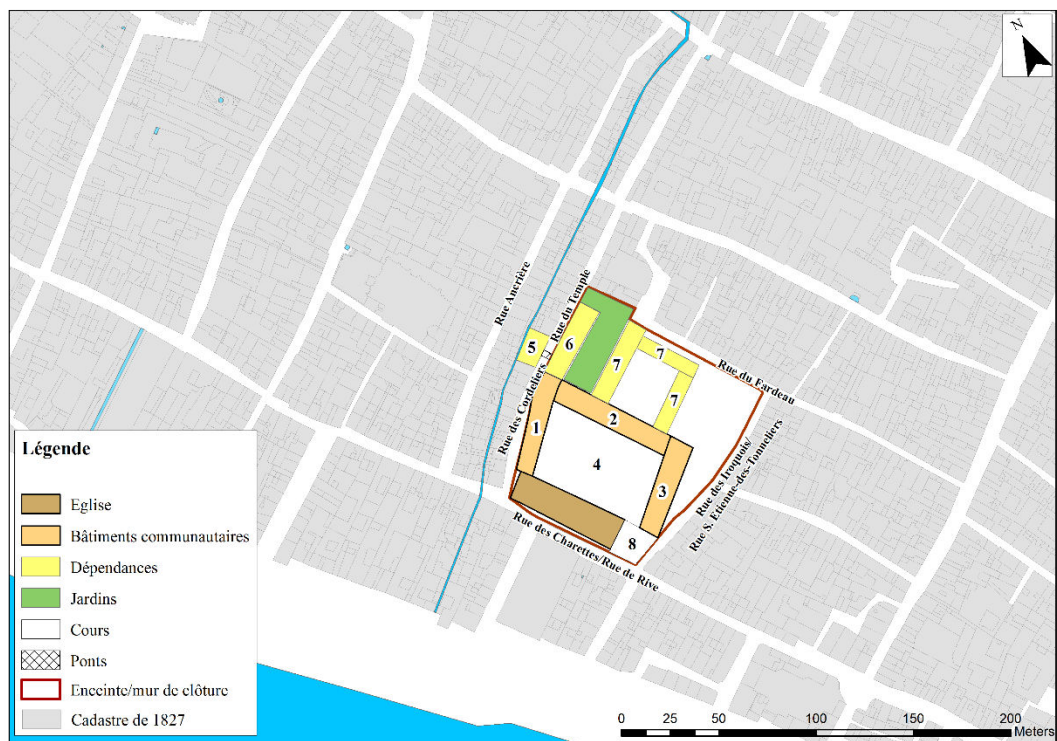 N
Rue Ancrière
Rue du Temple
5
6
7
7
7
Rue du Fardeau
Rue des Cordeliers
1
2
3
4
8
Rue des Iroquois/
Rue S. Etienne-des-Tonneliers
Rue des Charettes/Rue de Rive
Légende
Eglise
Bâtiments communautaires
Dépendances
Jardins
Cours
Ponts
Enceinte/mur de clôture
Cadastre de 1827
0 25 50 100 150 200
Meters